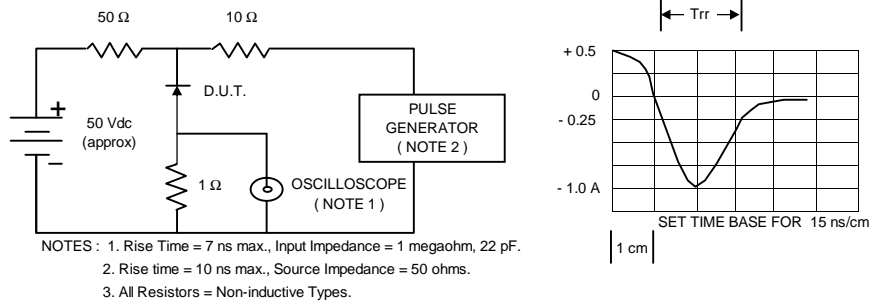 50 Ω
10 Ω
D.U.T.
+
50 Vdc
(approx)
−
1 Ω
OSCILLOSCOPE
( NOTE 1 )
PULSE
GENERATOR
( NOTE 2 )
Trr
+ 0.5
0
- 0.25
- 1.0 A
SET TIME BASE FOR 15 ns/cm
1 cm
NOTES : 1. Rise Time = 7 ns max., Input Impedance = 1 megaohm, 22 pF.
2. Rise time = 10 ns max., Source Impedance = 50 ohms.
3. All Resistors = Non-inductive Types.